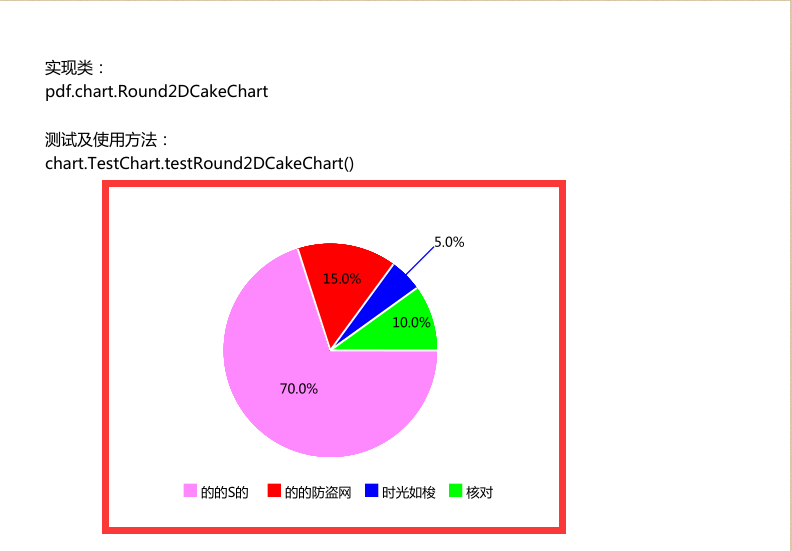 实现类：
pdf.chart.Round2DCakeChart
测试及使用方法：
chart.TestChart.testRound2DCakeChart()
5.0%
15.0%
10.0%
70.0%
的的S的 的的防盗网 时光如梭 核对